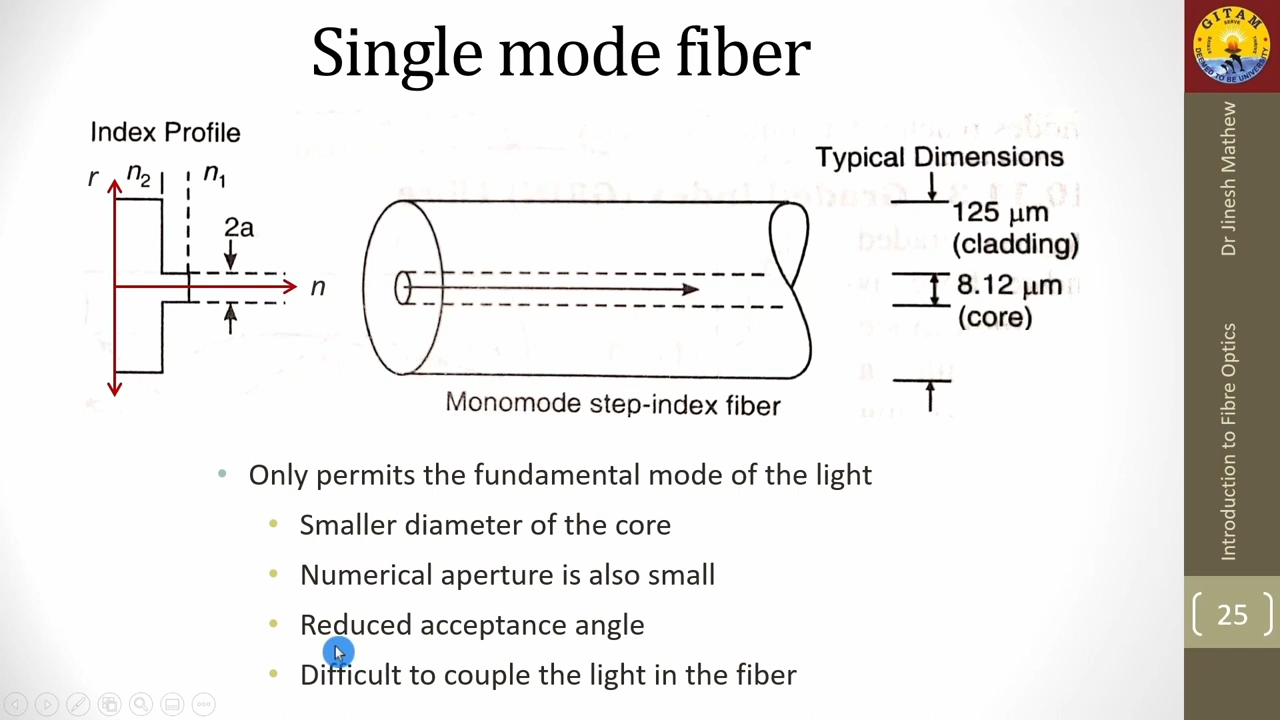 Single mode fiber
Index Profile
r n2 n1
2a
n
Monomode step-index fiber
Typical Dimensions
125 μm
(cladding)
8.12 μm
(core)
• Only permits the fundamental mode of the light
• Smaller diameter of the core
• Numerical aperture is also small
• Reduced acceptance angle
• Difficult to couple the light in the fiber
GITAM
Dr Jinesh Mathew
Introduction to Fibre Optics
25